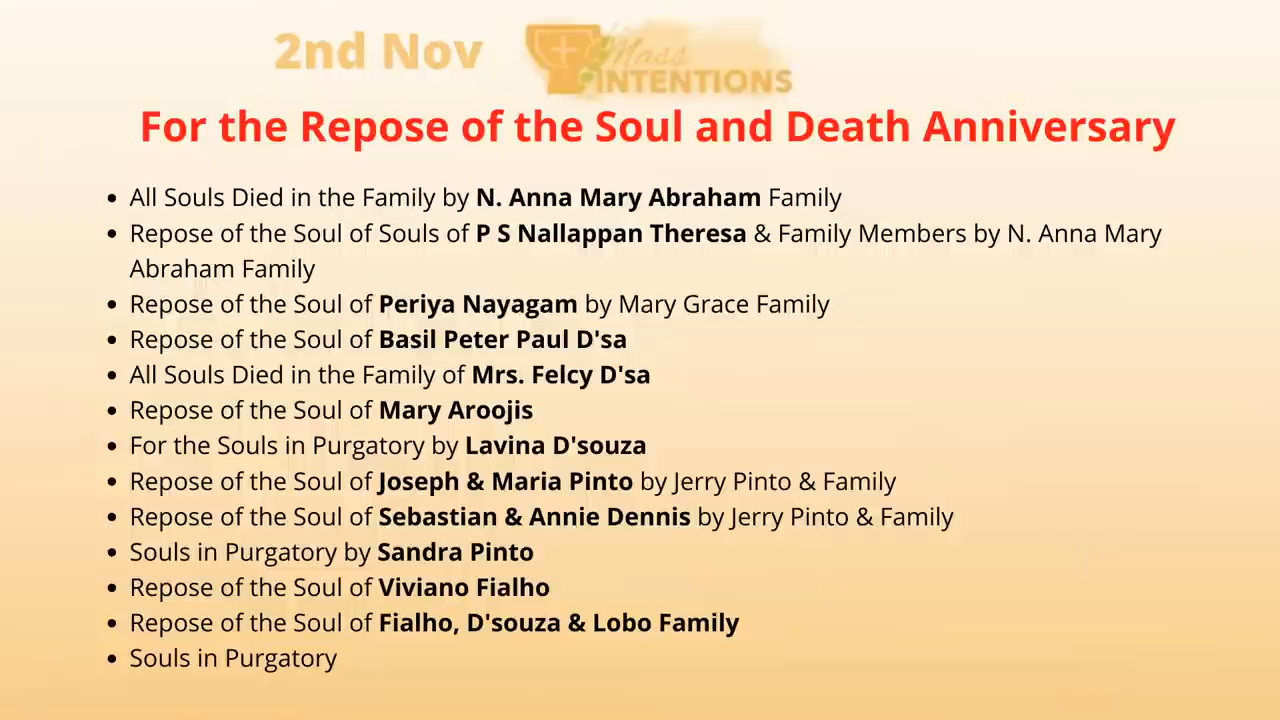 2nd Nov
Mass
INTENTIONS
For the Repose of the Soul and Death Anniversary
• All Souls Died in the Family by N. Anna Mary Abraham Family
• Repose of the Soul of Souls of P S Nallappan Theresa & Family Members by N. Anna Mary
Abraham Family
• Repose of the Soul of Periya Nayagam by Mary Grace Family
• Repose of the Soul of Basil Peter Paul D'sa
• All Souls Died in the Family of Mrs. Felcy D'sa
• Repose of the Soul of Mary Aroojis
• For the Souls in Purgatory by Lavina D'souza
• Repose of the Soul of Joseph & Maria Pinto by Jerry Pinto & Family
• Repose of the Soul of Sebastian & Annie Dennis by Jerry Pinto & Family
• Souls in Purgatory by Sandra Pinto
• Repose of the Soul of Viviano Fialho
• Repose of the Soul of Fialho, D'souza & Lobo Family
• Souls in Purgatory